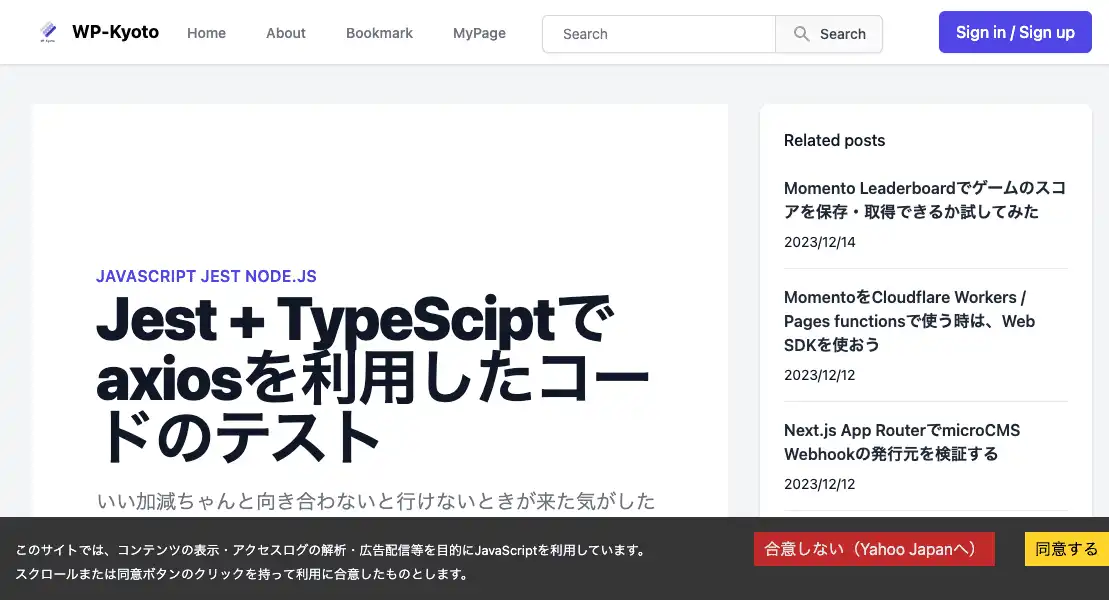 WP-Kyoto Home About Bookmark MyPage Search Search Sign in / Sign up
JAVASCRIPT JEST NODE.JS
Jest + TypeSciptで
axiosを利用したコー
ドのテスト
いい加減ちゃんと向き合わないと行けないときが来た気がした
Related posts
Momento Leaderboardでゲームのスコ
アを保存・取得できるか試してみた
2023/12/14
MomentoをCloudflare Workers /
Pages functionsで使う時は、Web
SDKを使おう
2023/12/12
Next.js App RouterでmicroCMS
Webhookの発行元を検証する
2023/12/12
このサイトでは、コンテンツの表示・アクセスログの解析・広告配信等を目的にJavaScriptを利用しています。
スクロールまたは同意ボタンのクリックを持って利用に合意したものとします。
合意しない（Yahoo Japanへ） 同意する